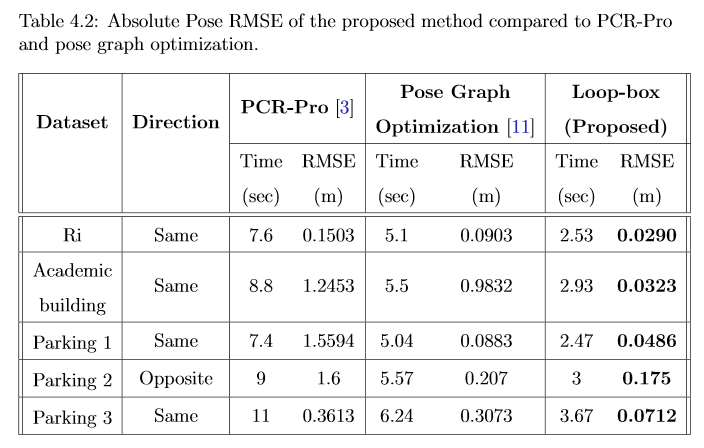 Table 4.2: Absolute Pose RMSE of the proposed method compared to PCR-Pro
and pose graph optimization.
Dataset Direction PCR-Pro [3] Pose Graph Optimization [11] Loop-box (Proposed)
Time (sec) RMSE (m) Time (sec) RMSE (m) Time (sec) RMSE (m)
Ri Same 7.6 0.1503 5.1 0.0903 2.53 0.0290
Academic building Same 8.8 1.2453 5.5 0.9832 2.93 0.0323
Parking 1 Same 7.4 1.5594 5.04 0.0883 2.47 0.0486
Parking 2 Opposite 9 1.6 5.57 0.207 3 0.175
Parking 3 Same 11 0.3613 6.24 0.3073 3.67 0.0712